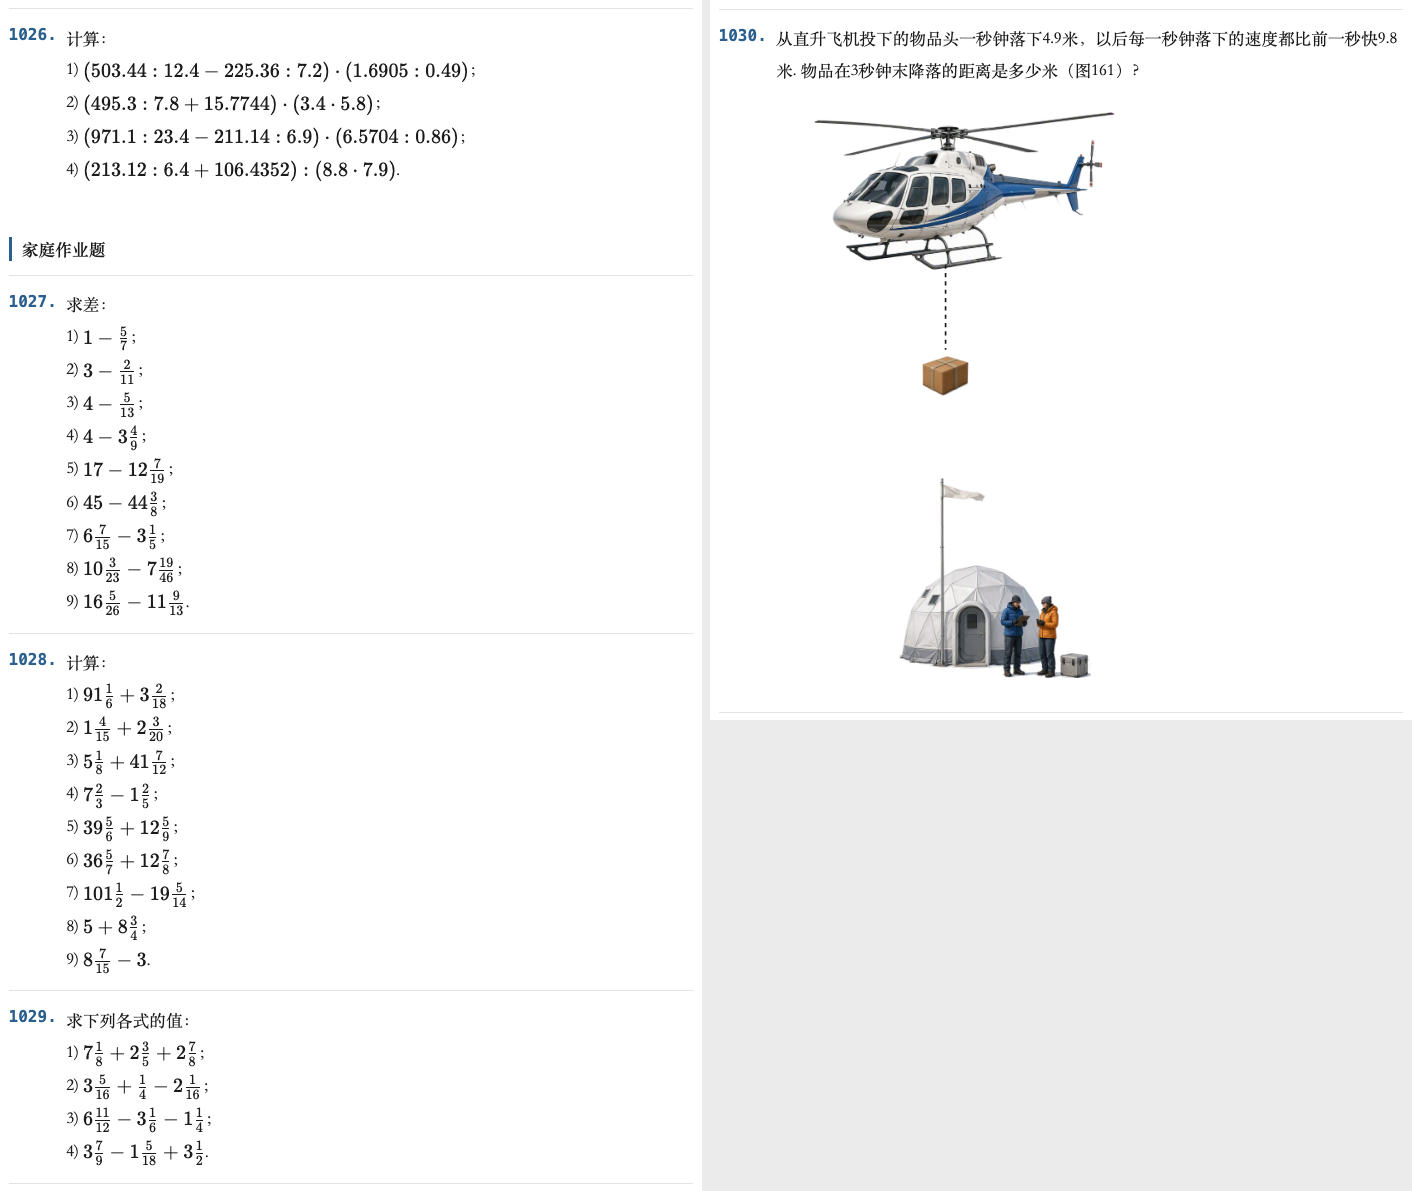 1026. 计算:
1) (503.44 : 12.4 − 225.36 : 7.2) · (1.6905 : 0.49);
2) (495.3 : 7.8 + 15.7744) · (3.4 · 5.8);
3) (971.1 : 23.4 − 211.14 : 6.9) · (6.5704 : 0.86);
4) (213.12 : 6.4 + 106.4352) : (8.8 · 7.9).
家庭作业题
1027. 求差:
1) 1 − 5/7;
2) 3 − 2/11;
3) 4 − 5/13;
4) 4 − 3 4/9;
5) 17 − 12 7/19;
6) 45 − 44 3/8;
7) 6 7/15 − 3 1/5;
8) 10 3/23 − 7 19/46;
9) 16 5/26 − 11 9/13.
1028. 计算:
1) 91 1/6 + 3 2/18;
2) 1 4/15 + 2 3/20;
3) 5 1/8 + 41 7/12;
4) 7 2/3 − 1 2/5;
5) 39 5/6 + 12 5/9;
6) 36 5/7 + 12 7/8;
7) 101 1/2 − 19 5/14;
8) 5 + 8 3/4;
9) 8 7/15 − 3.
1029. 求下列各式的值:
1) 7 1/8 + 2 3/5 + 2 7/8;
2) 3 5/16 + 1/4 − 2 1/16;
3) 6 11/12 − 3 1/6 − 1 1/4;
4) 3 7/9 − 1 5/18 + 3 1/2.
1030. 从直升飞机投下的物品头一秒钟落下4.9米，以后每一秒钟落下的速度都比前一秒快9.8
米. 物品在3秒钟末降落的距离是多少米（图161）?